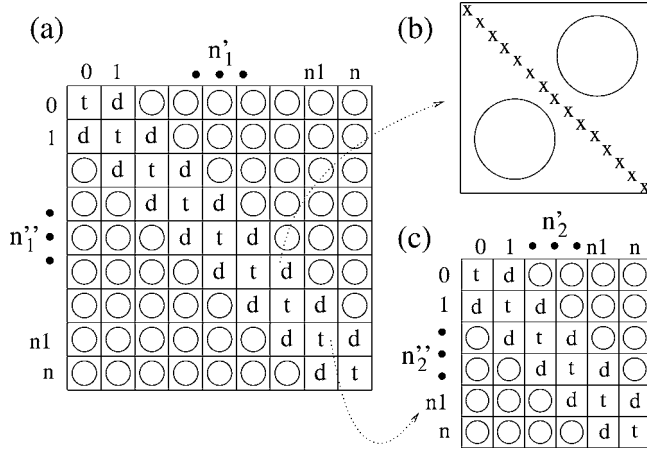 (a)
n'₁
0 1 n1 n
0 t d
1 d t d
d t d
d t d
n''₁ d t d
d t d
d t d
n1 d t d
n d t
(b)
x x x x x x x x x x x x x x x x
(c)
n'₂
0 1 n1 n
0 t d
1 d t d
d t d
n''₂ d t d
n1 d t d
n d t